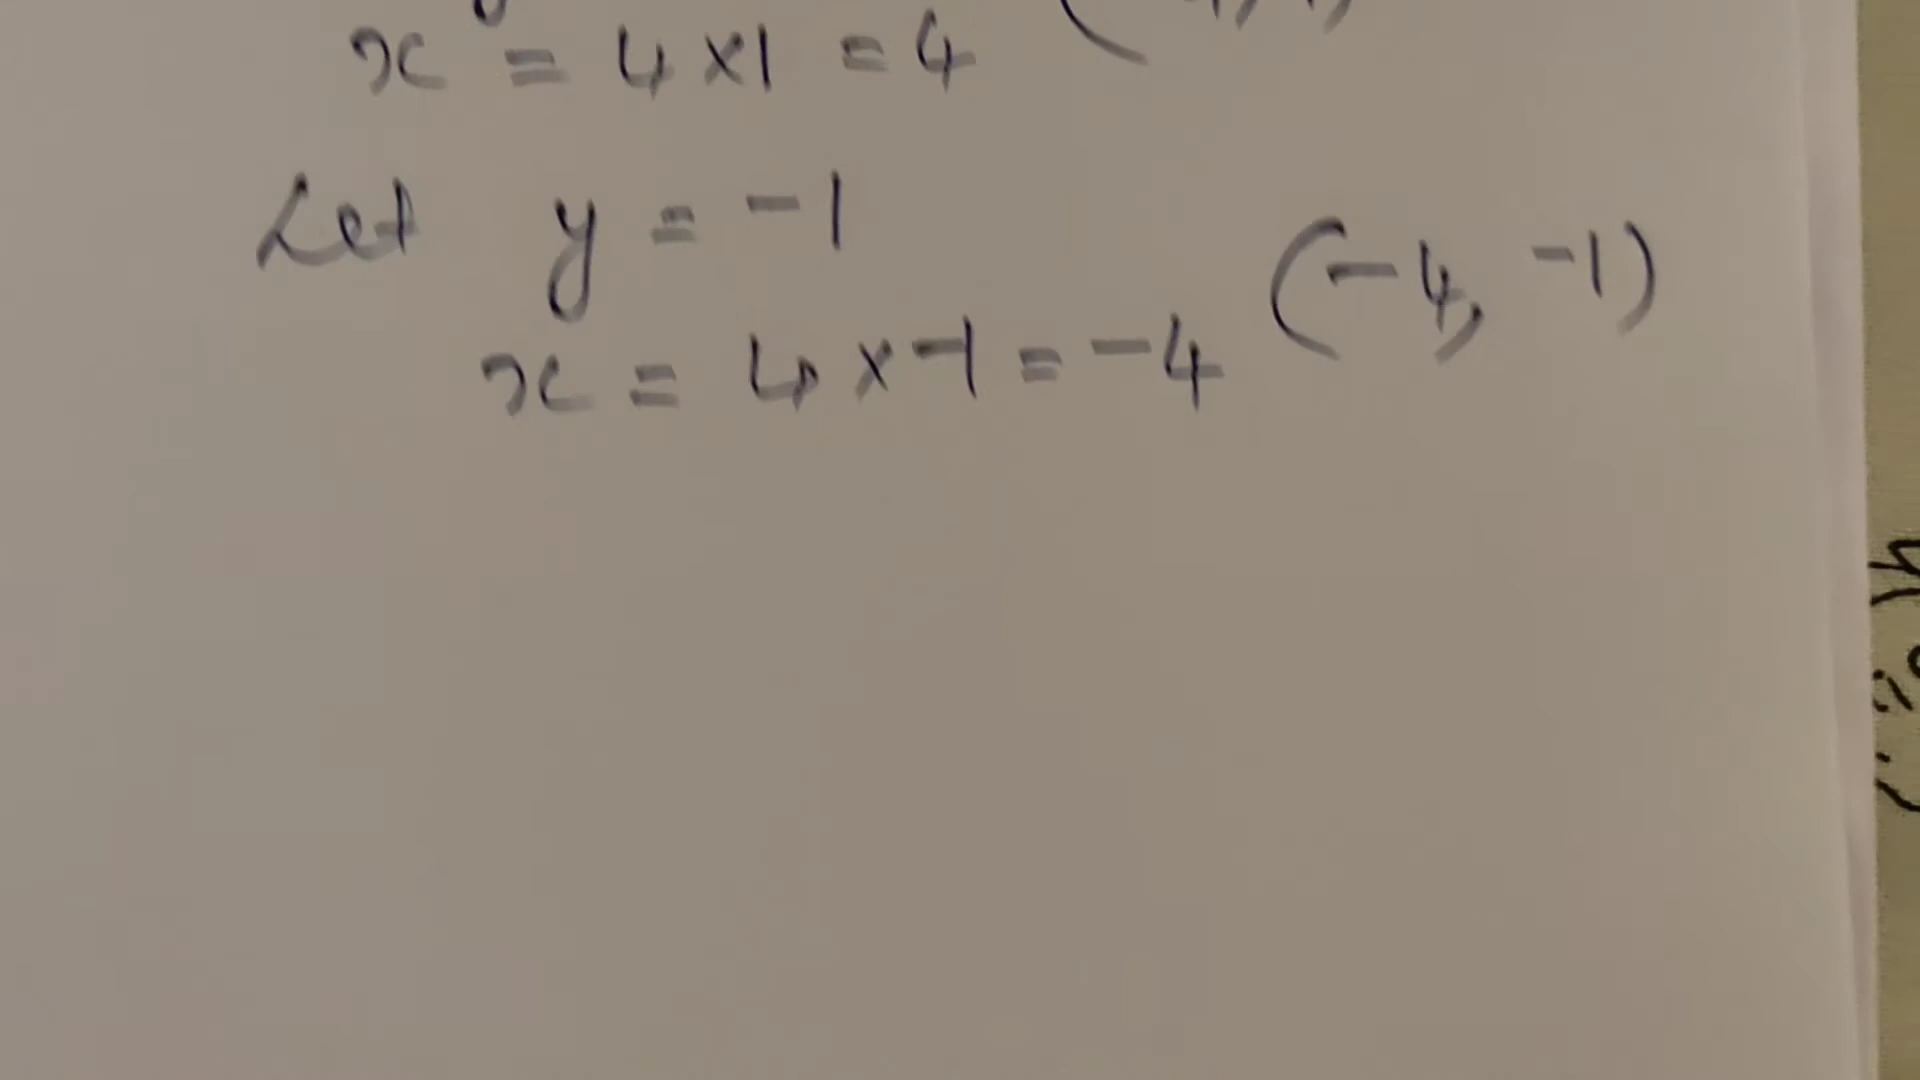 x = 4 × 1 = 4
Let y = -1
(-4, -1)
x = 4 × -1 = -4